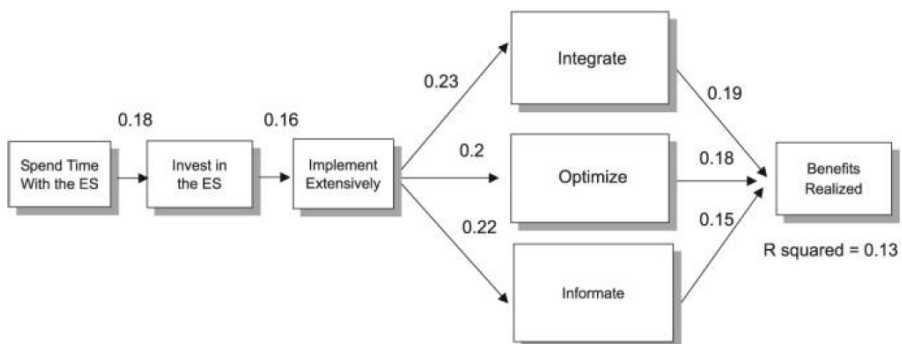 Integrate
0.23
0.19
0.18
0.16
Spend Time
With the ES
Invest in
the ES
Implement
Extensively
0.2
Optimize
0.18
Benefits
Realized
0.22
0.15
R squared = 0.13
Informate